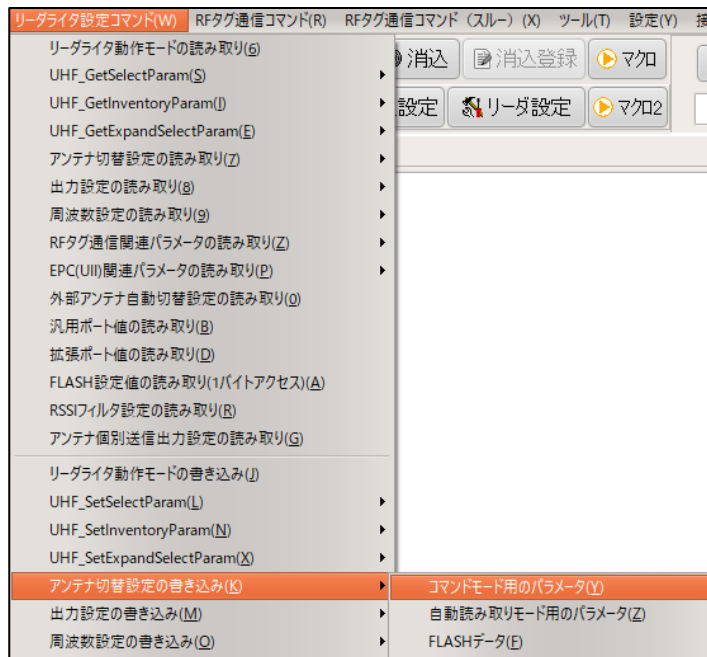 リーダライタ設定コマンド(W) RFタグ通信コマンド(R) RFタグ通信コマンド (スルー) (X) ツール(T) 設定(Y)
消込 消込登録 マクロ
設定 リーダ設定 マクロ2
リーダライタ動作モードの読み取り(6)
UHF_GetSelectParam(S)
UHF_GetInventoryParam(I)
UHF_GetExpandSelectParam(E)
アンテナ切替設定の読み取り(7)
出力設定の読み取り(8)
周波数設定の読み取り(9)
RFタグ通信関連パラメータの読み取り(Z)
EPC(UII)関連パラメータの読み取り(P)
外部アンテナ自動切替設定の読み取り(0)
汎用ポート値の読み取り(B)
拡張ポート値の読み取り(D)
FLASH設定値の読み取り(1バイトアクセス)(A)
RSSIフィルタ設定の読み取り(R)
アンテナ個別送信出力設定の読み取り(G)
リーダライタ動作モードの書き込み(J)
UHF_SetSelectParam(L)
UHF_SetInventoryParam(N)
UHF_SetExpandSelectParam(X)
アンテナ切替設定の書き込み(K)
出力設定の書き込み(M)
周波数設定の書き込み(O)
コマンドモード用のパラメータ(Y)
自動読み取りモード用のパラメータ(Z)
FLASHデータ(F)